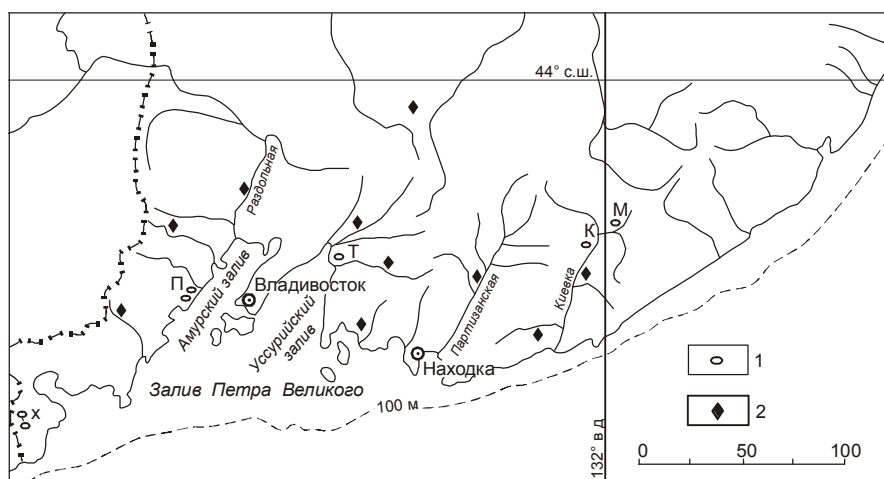 44° с.ш.
Раздольная
М
К
Т
П
Владивосток
Амурский залив
Уссурийский
залив
Партизанская
Киевка
Находка
Залив Петра Великого
100 м
х
132° в д
1
2
0 50 100